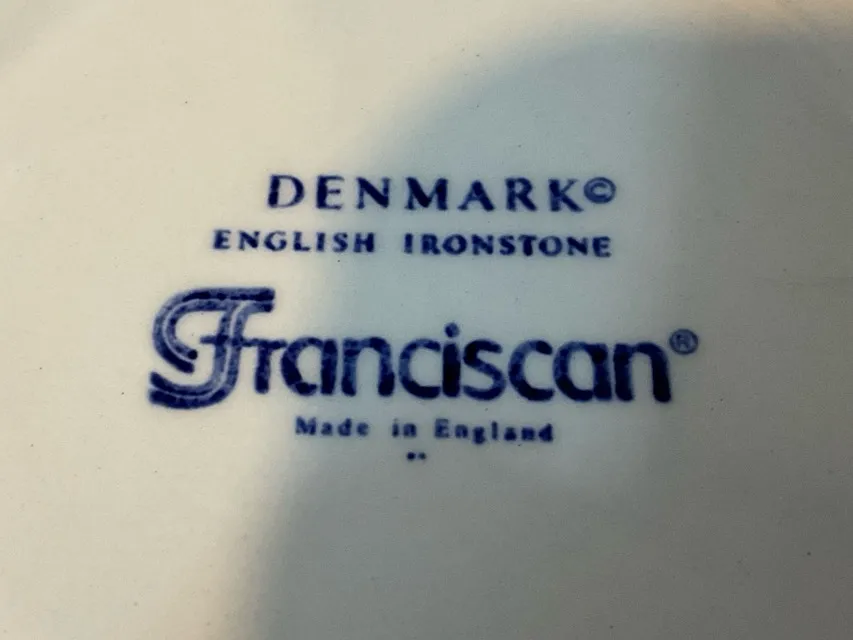 DENMARK©
ENGLISH IRONSTONE
Franciscan®
Made in England